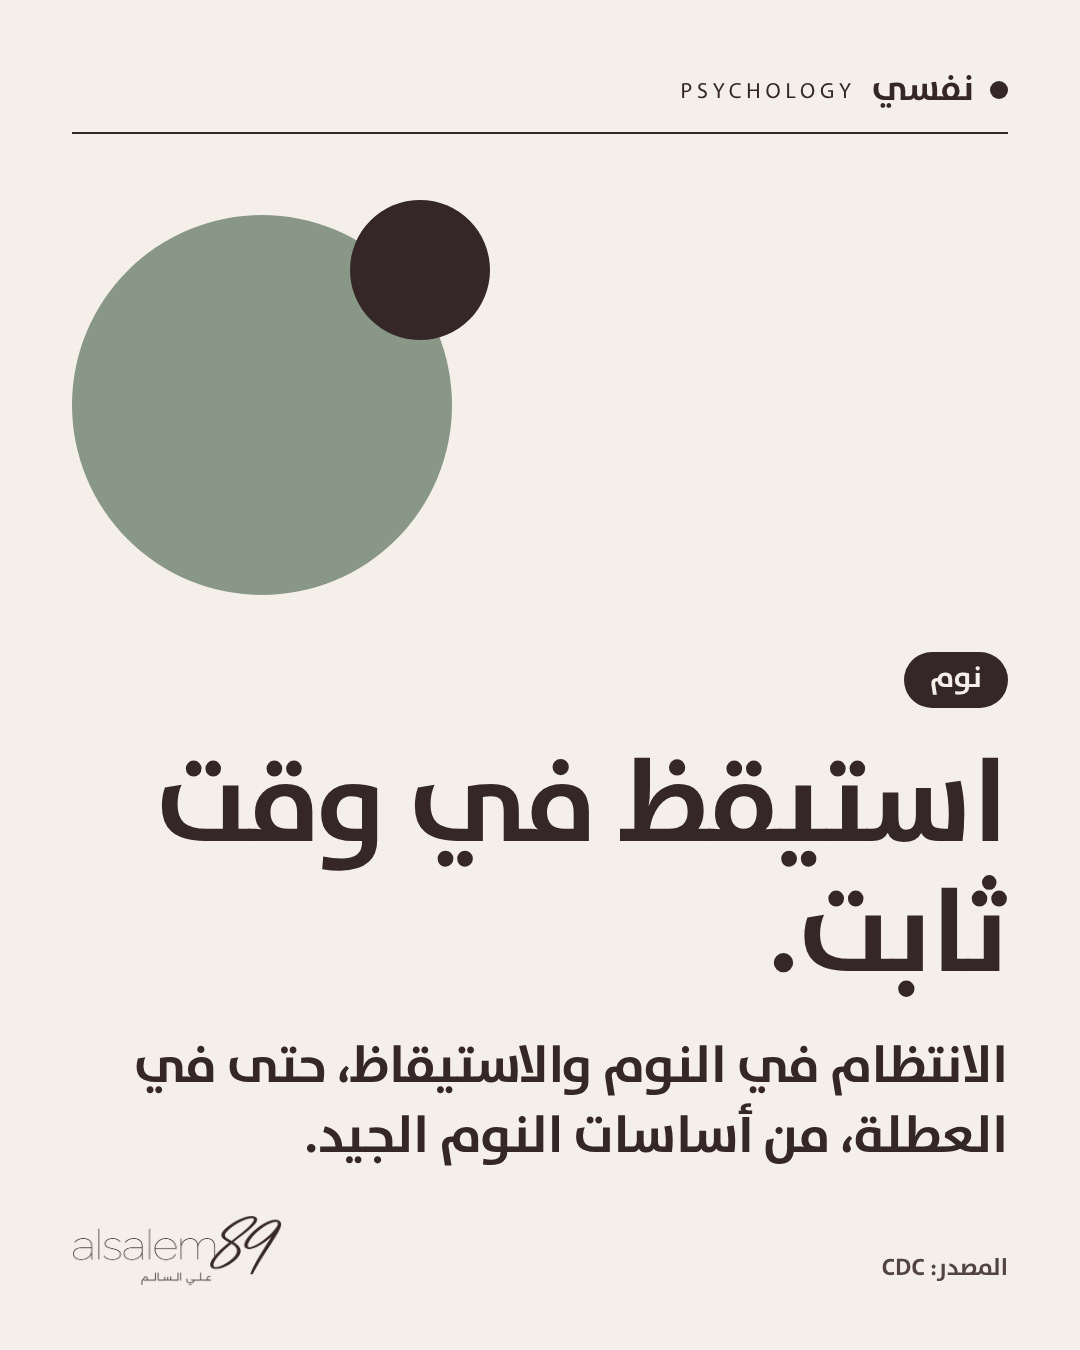 نفسي PSYCHOLOGY
نوم
استيقظ في وقت
ثابت.
الانتظام في النوم والاستيقاظ، حتى في
العطلة، من أساسات النوم الجيد.
المصدر: CDC
alsalem89
علي السالم